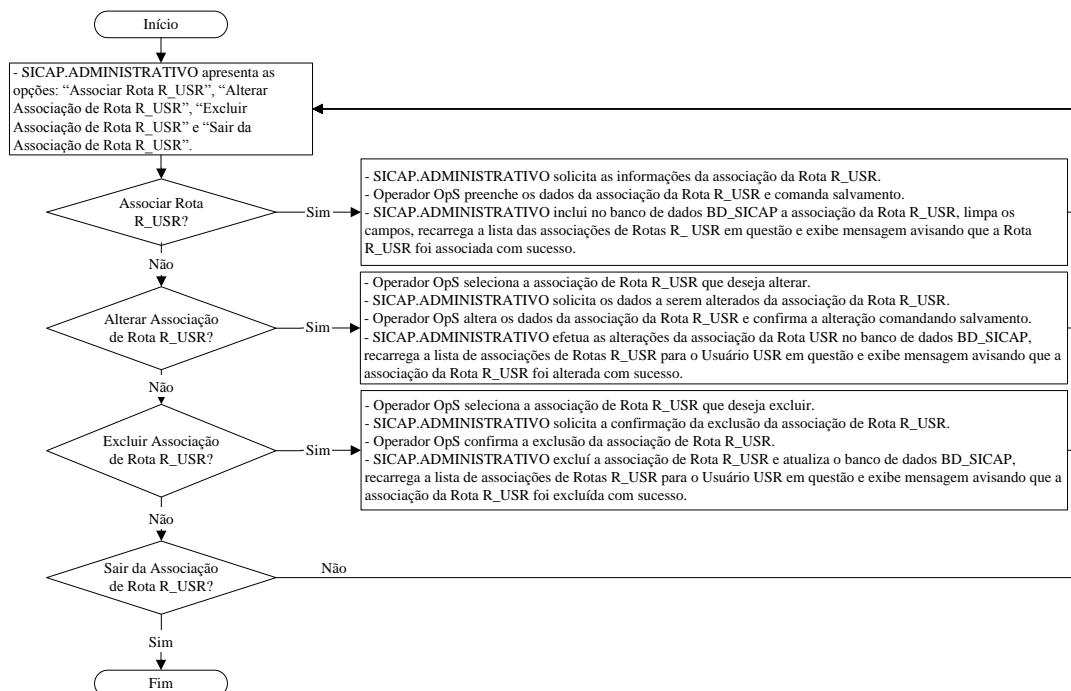 Início
- SICAP.ADMINISTRATIVO apresenta as
opções: “Associar Rota R_USR”, “Alterar
Associação de Rota R_USR”, “Excluir
Associação de Rota R_USR” e “Sair da
Associação de Rota R_USR”.
Associar Rota
R_USR?
Sim
- SICAP.ADMINISTRATIVO solicita as informações da associação da Rota R_USR.
- Operador OpS preenche os dados da associação da Rota R_USR e comanda salvamento.
- SICAP.ADMINISTRATIVO inclui no banco de dados BD_SICAP a associação da Rota R_USR, limpa os
campos, recarrega a lista das associações de Rotas R_ USR em questão e exibe mensagem avisando que a Rota
R_USR foi associada com sucesso.
Não
Alterar Associação
de Rota R_USR?
Sim
- Operador OpS seleciona a associação de Rota R_USR que deseja alterar.
- SICAP.ADMINISTRATIVO solicita os dados a serem alterados da associação da Rota R_USR.
- Operador OpS altera os dados da associação da Rota R_USR e confirma a alteração comandando salvamento.
- SICAP.ADMINISTRATIVO efetua as alterações da associação da Rota USR no banco de dados BD_SICAP,
recarrega a lista de associações de Rotas R_USR para o Usuário USR em questão e exibe mensagem avisando que a
associação da Rota R_USR foi alterada com sucesso.
Não
Excluir Associação
de Rota R_USR?
Sim
- Operador OpS seleciona a associação de Rota R_USR que deseja excluir.
- SICAP.ADMINISTRATIVO solicita a confirmação da exclusão da associação de Rota R_USR.
- Operador OpS confirma a exclusão da associação de Rota R_USR.
- SICAP.ADMINISTRATIVO excluí a associação de Rota R_USR e atualiza o banco de dados BD_SICAP,
recarrega a lista de associações de Rotas R_USR para o Usuário USR em questão e exibe mensagem avisando que a
associação da Rota R_USR foi excluída com sucesso.
Não
Sair da Associação
de Rota R_USR?
Não
Sim
Fim